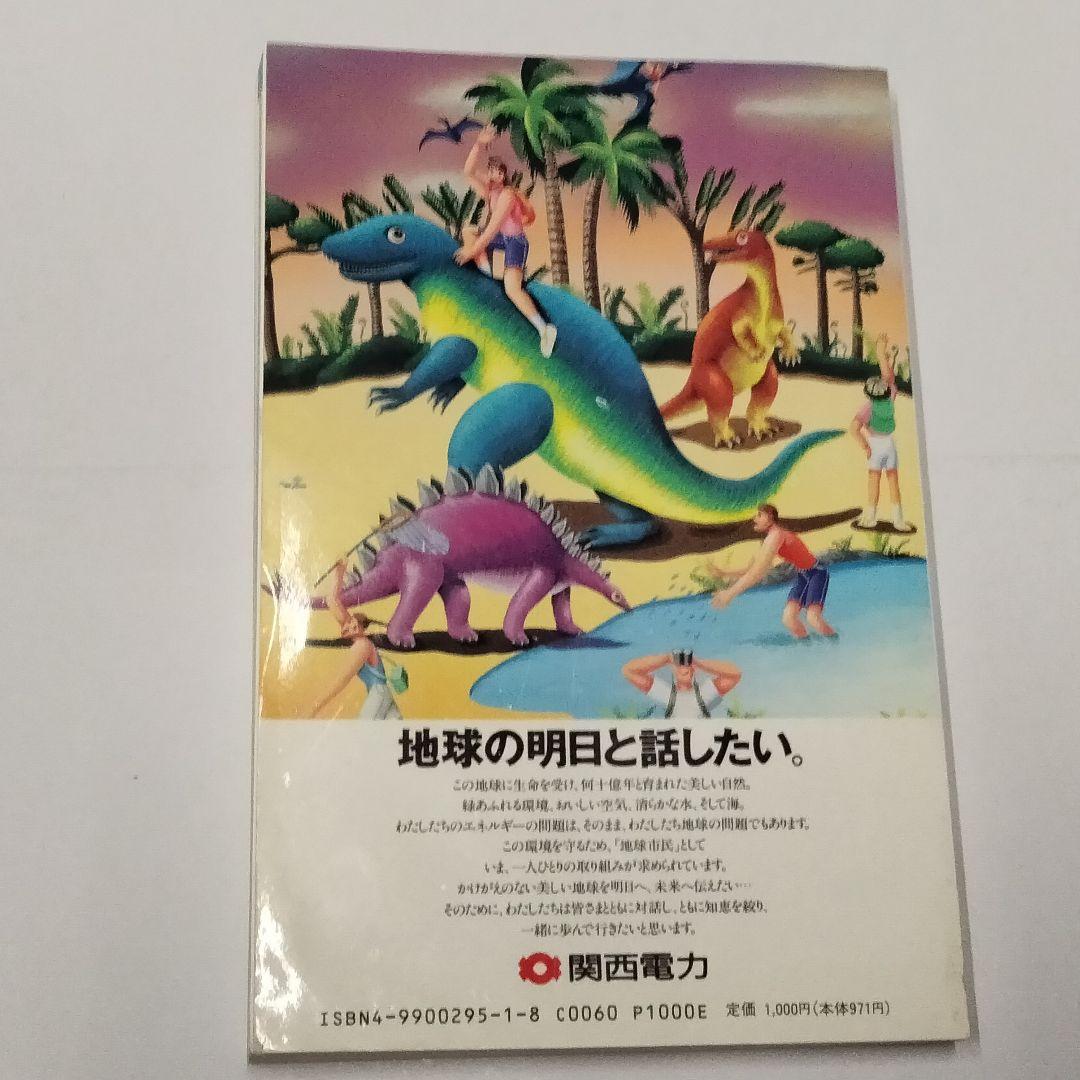 地球の明日と話したい。
この地球に生命を受け、何十億年と育まれた美しい自然。
緑あふれる環境、おいしい空気、清らかな水、そして海。
わたしたちのエネルギーの問題は、そのまま、わたしたち地球の問題でもあります。
この環境を守るため、「地球市民」として
いま、一人ひとりの取り組みが求められています。
かけがえのない美しい地球を明日へ、未来へ伝えたい…
そのために、わたしたちは皆さまとともに対話し、ともに知恵を絞り、
一緒に歩んで行きたいと思います。
関西電力
ISBN4-9900295-1-8 C0060 P1000E 定価 1,000円(本体971円)